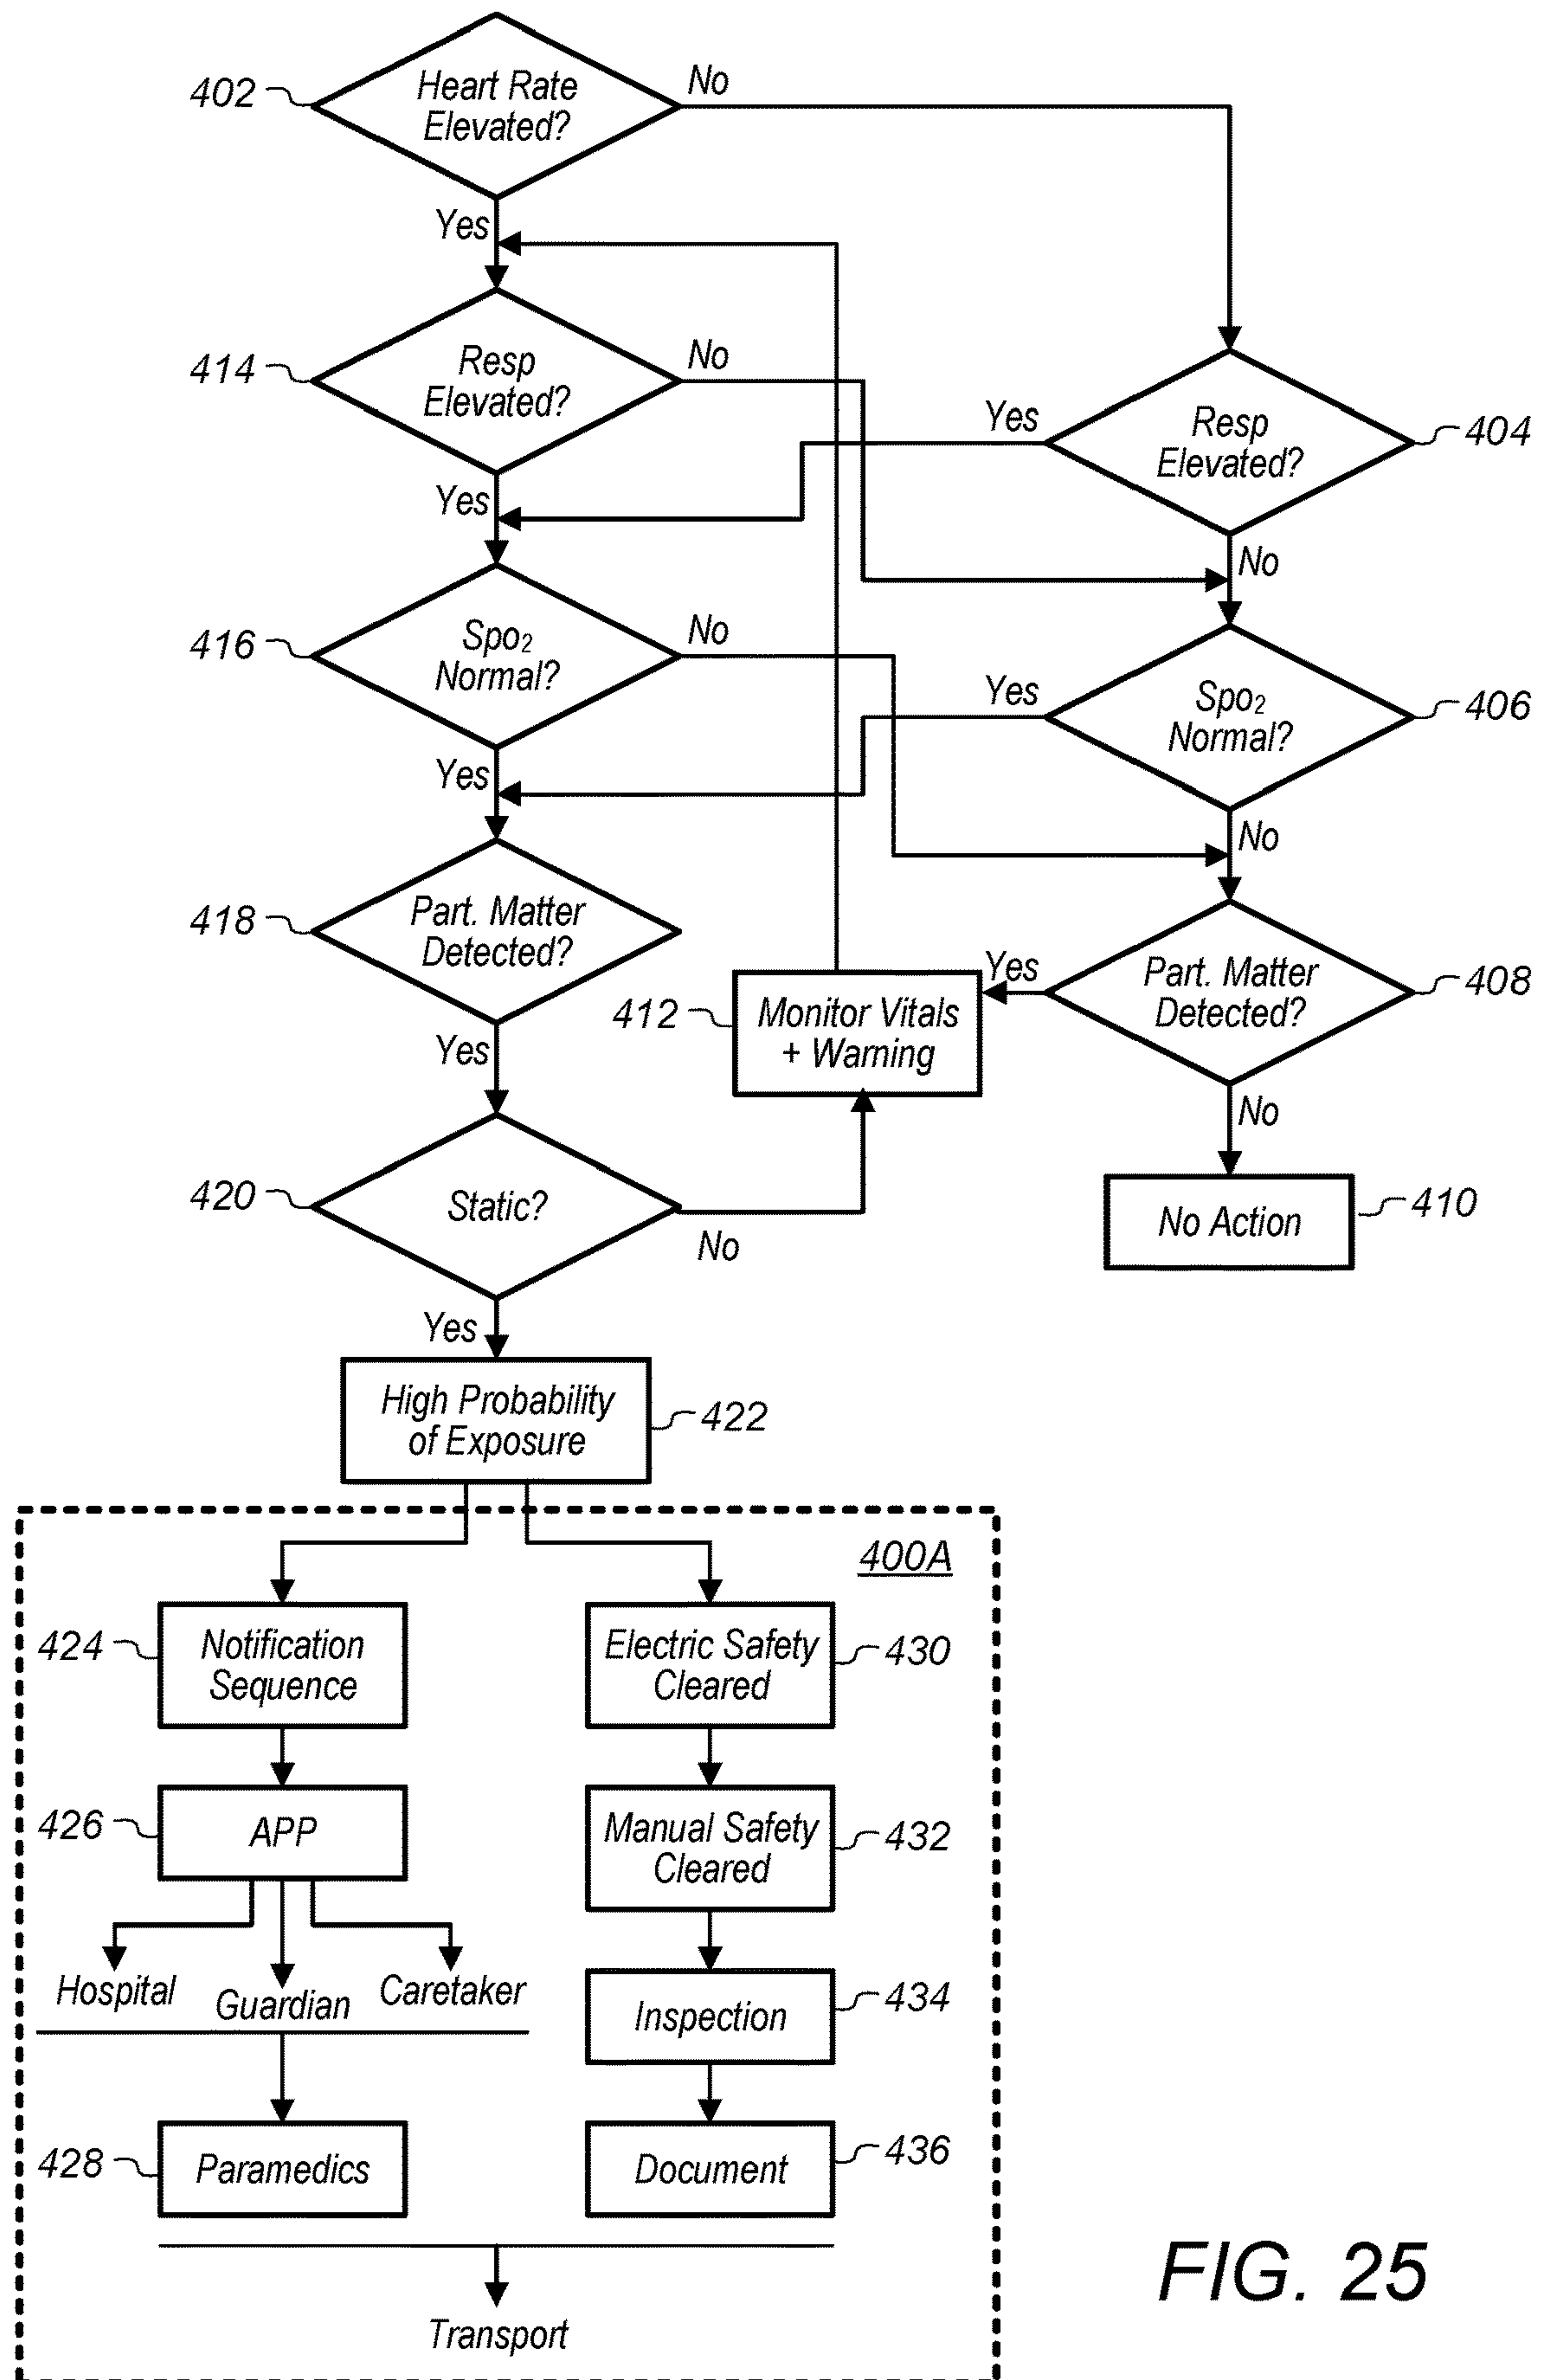 402
Heart Rate
Elevated?
No
Yes
414
Resp
Elevated?
No
Yes
Resp
Elevated?
404
Yes
No
416
Spo₂
Normal?
No
Yes
Spo₂
Normal?
406
Yes
No
418
Part. Matter
Detected?
Yes
412
Monitor Vitals
+ Warning
Yes
Part. Matter
Detected?
408
No
420
Static?
No
No Action
410
Yes
High Probability
of Exposure
422
400A
424
Notification
Sequence
Electric Safety
Cleared
430
426
APP
Manual Safety
Cleared
432
Hospital
Guardian
Caretaker
Inspection
434
428
Paramedics
Document
436
Transport
FIG. 25